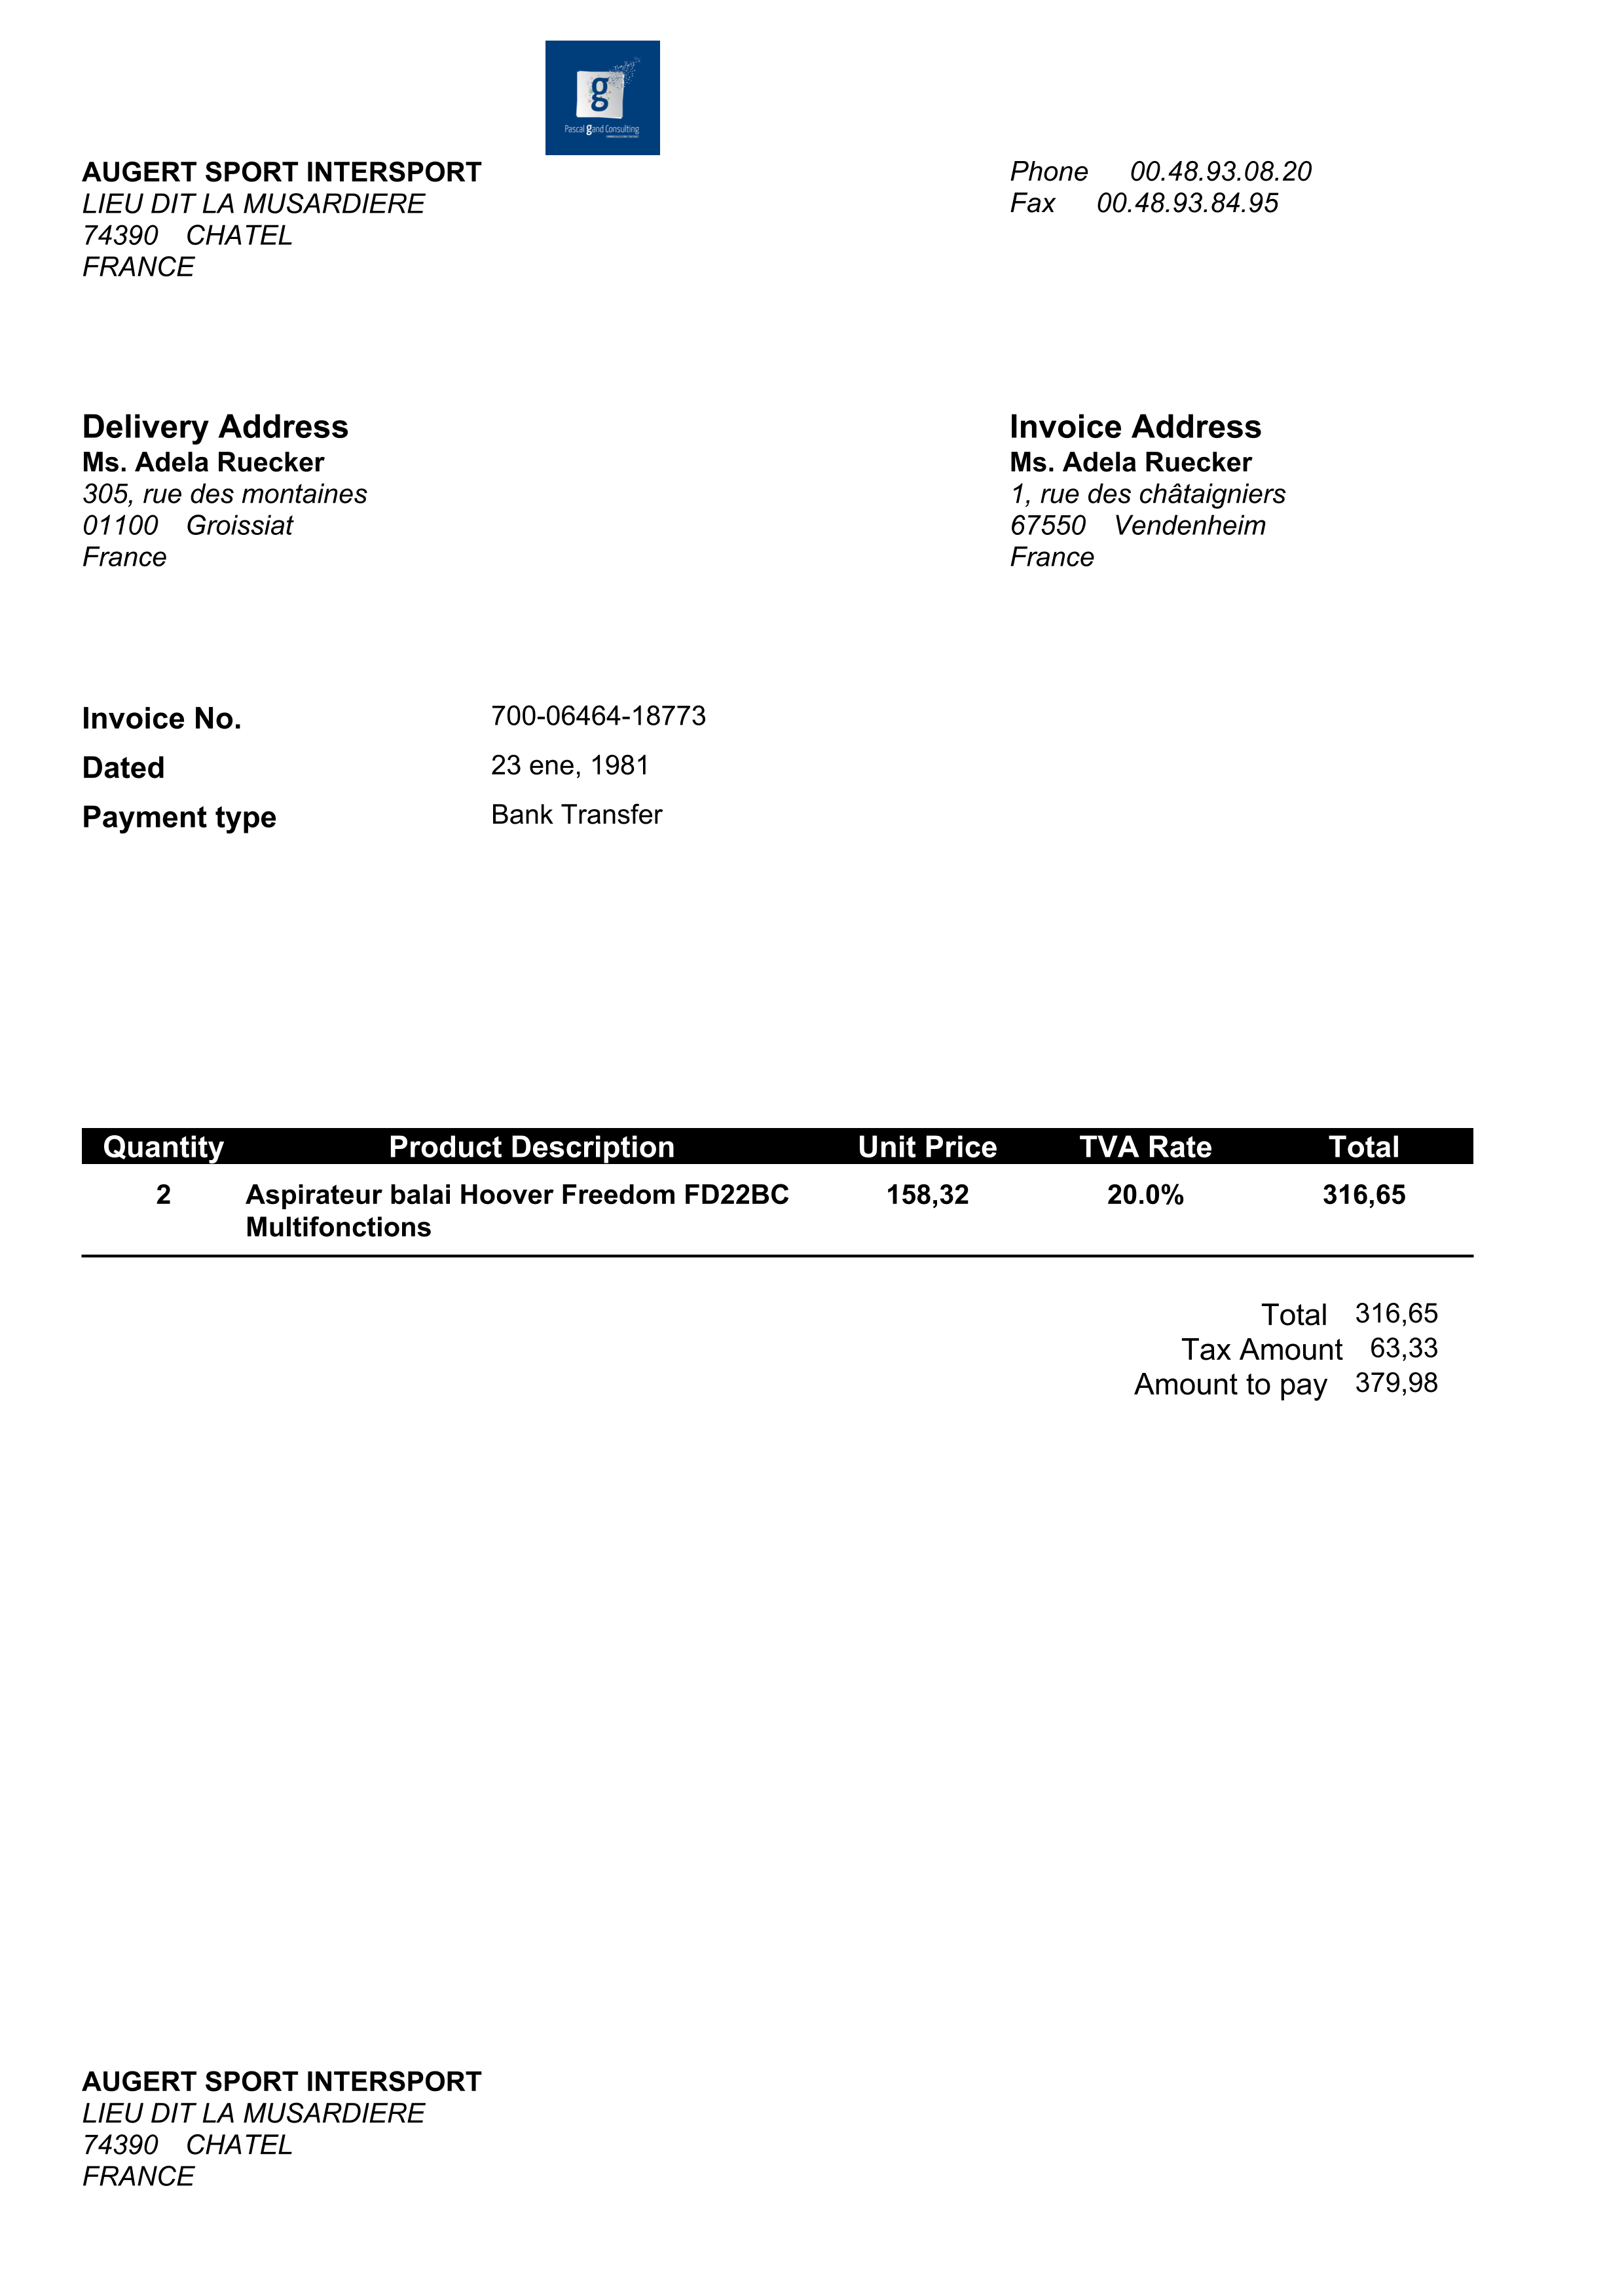 g
Pascal gand Consulting
AUGERT SPORT INTERSPORT
LIEU DIT LA MUSARDIERE
74390 CHATEL
FRANCE
Phone 00.48.93.08.20
Fax 00.48.93.84.95
Delivery Address
Ms. Adela Ruecker
305, rue des montaines
01100 Groissiat
France
Invoice Address
Ms. Adela Ruecker
1, rue des châtaigniers
67550 Vendenheim
France
Invoice No. 700-06464-18773
Dated 23 ene, 1981
Payment type Bank Transfer
Quantity Product Description Unit Price TVA Rate Total
2 Aspirateur balai Hoover Freedom FD22BC 158,32 20.0% 316,65
Multifonctions
Total 316,65
Tax Amount 63,33
Amount to pay 379,98
AUGERT SPORT INTERSPORT
LIEU DIT LA MUSARDIERE
74390 CHATEL
FRANCE